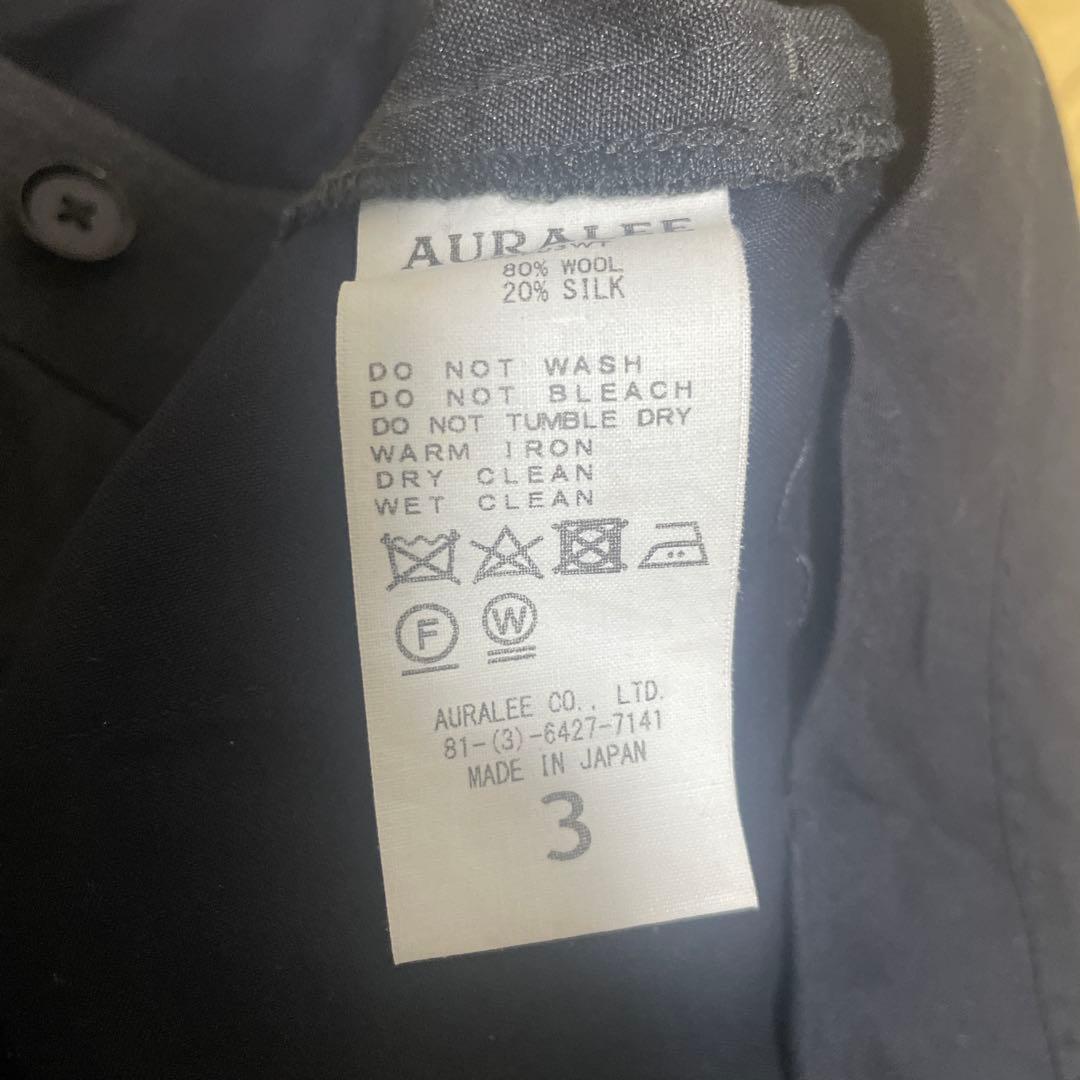 AURALEE
80% WOOL
20% SILK
DO NOT WASH
DO NOT BLEACH
DO NOT TUMBLE DRY
WARM IRON
DRY CLEAN
WET CLEAN
F W
AURALEE CO., LTD.
81-(3)-6427-7141
MADE IN JAPAN
3